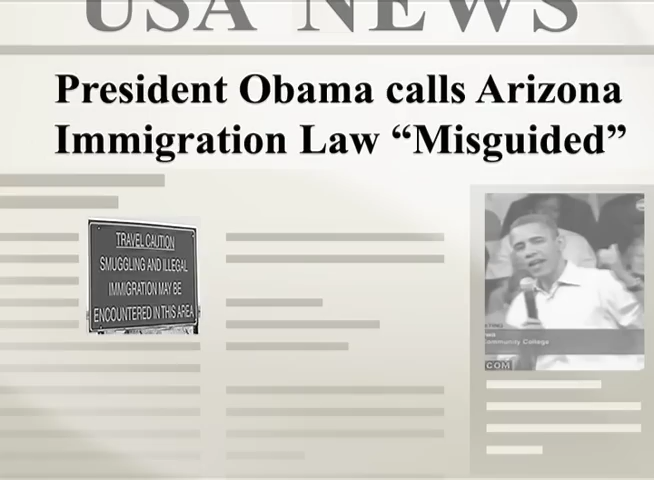 USA NEWS
President Obama calls Arizona
Immigration Law “Misguided”
TRAVEL CAUTION
SMUGGLING AND ILLEGAL
IMMIGRATION MAY BE
ENCOUNTERED IN THIS AREA
Community College
COM